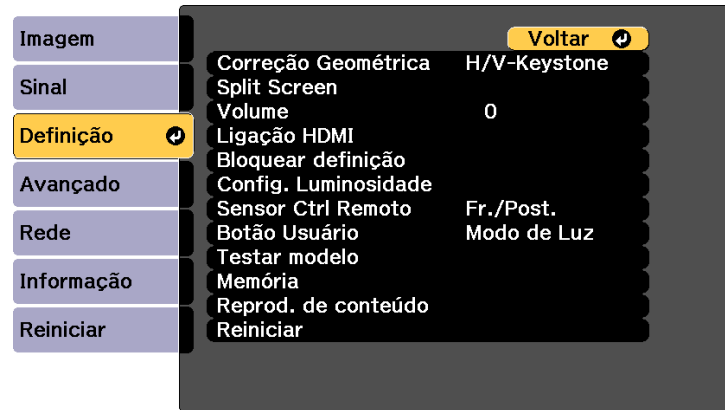 Imagem
Sinal
Definição
Avançado
Rede
Informação
Reiniciar
Voltar
Correção Geométrica H/V-Keystone
Split Screen
Volume 0
Ligação HDMI
Bloquear definição
Config. Luminosidade
Sensor Ctrl Remoto Fr./Post.
Botão Usuário Modo de Luz
Testar modelo
Memória
Reprod. de conteúdo
Reiniciar